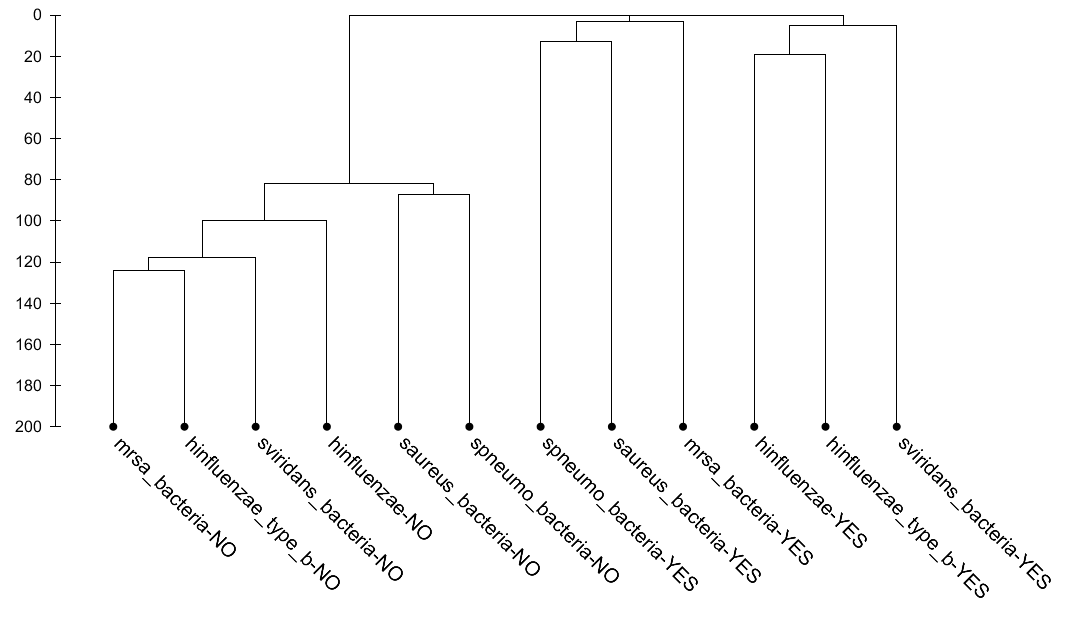 0
20
40
60
80
100
120
140
160
180
200
mrsa_bacteria-NO
hinfluenzae_type_b-NO
sviridans_bacteria-NO
hinfluenzae-NO
saureus_bacteria-NO
spneumo_bacteria-NO
spneumo_bacteria-YES
saureus_bacteria-YES
mrsa_bacteria-YES
hinfluenzae-YES
hinfluenzae_type_b-YES
sviridans_bacteria-YES